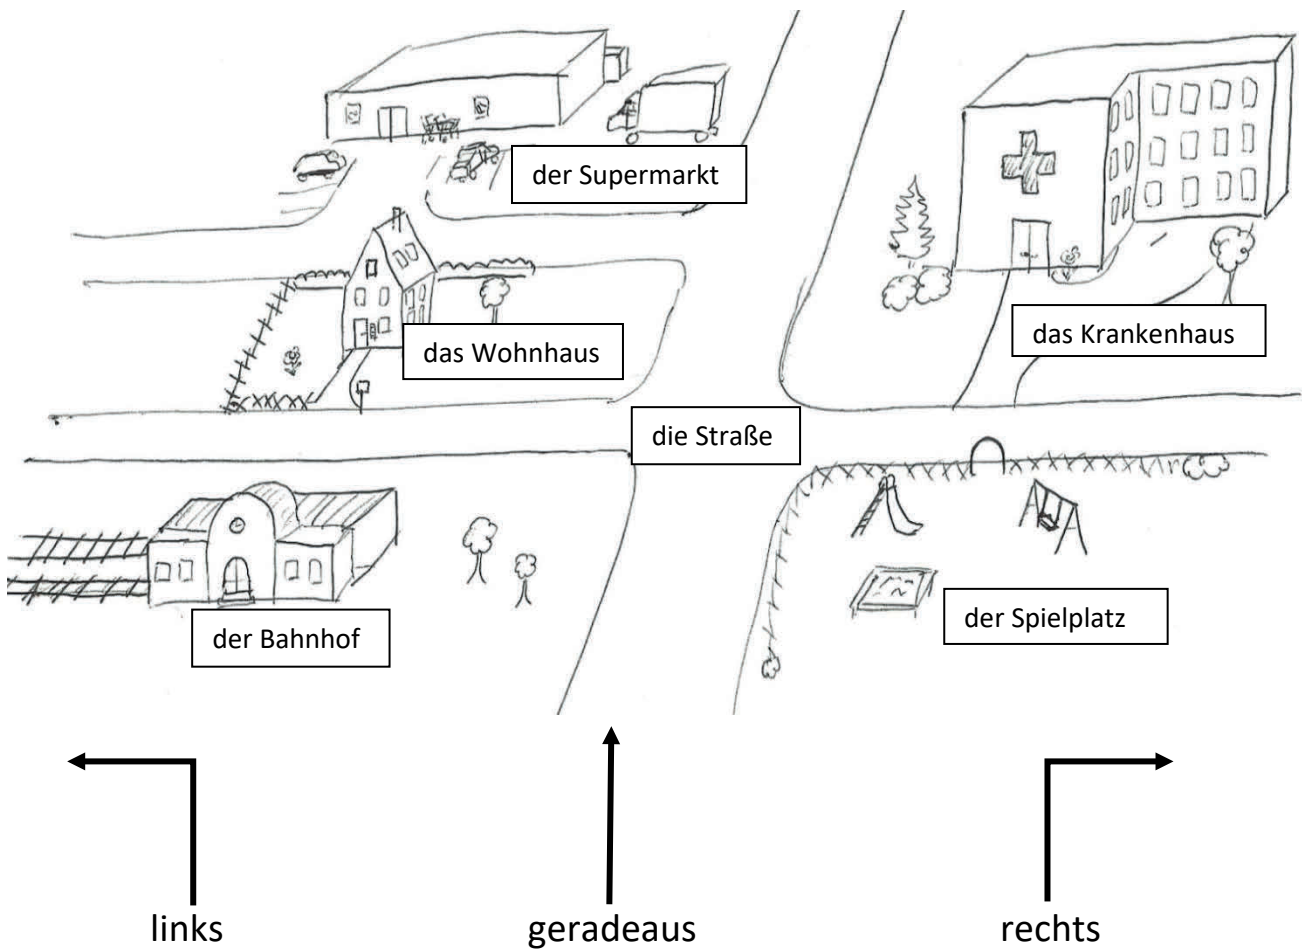 der Supermarkt
das Krankenhaus
das Wohnhaus
die Straße
der Bahnhof
der Spielplatz
links
geradeaus
rechts